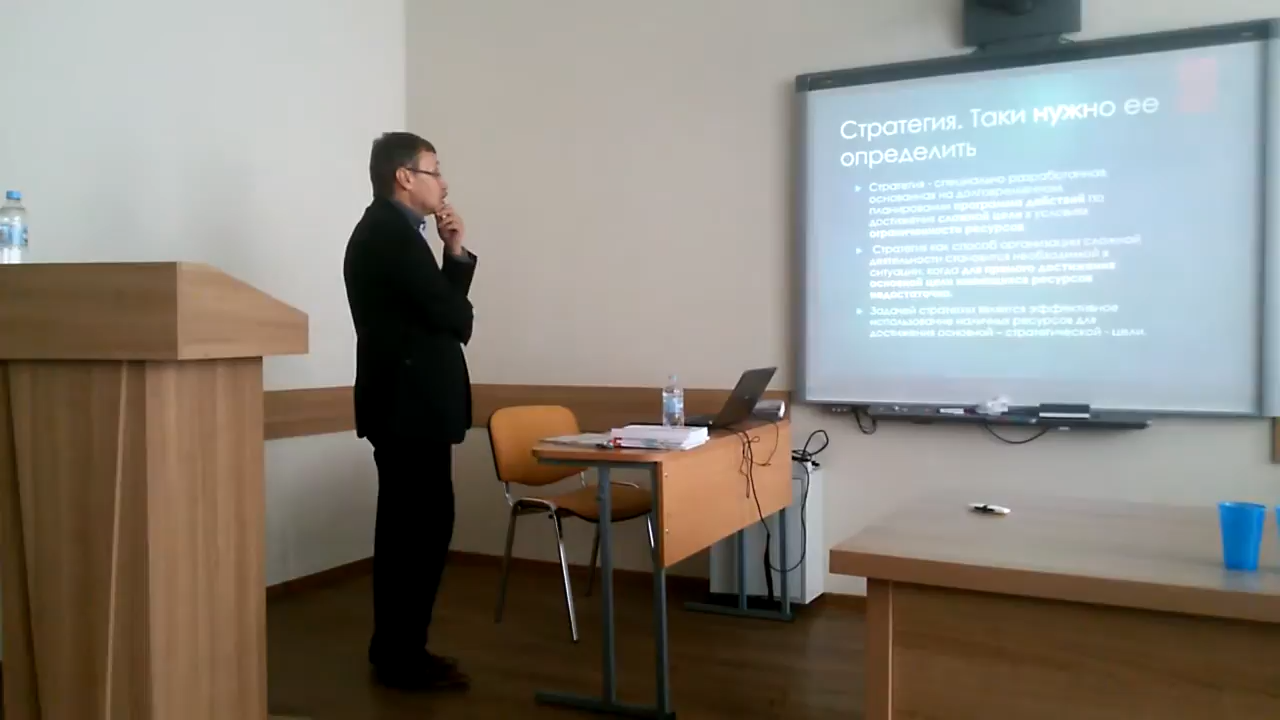 Стратегия. Таки нужно ее
определить
Стратегия - специально разработанная,
основанная на долговременном
планировании программа действий по
достижению сложной цели в условиях
ограниченности ресурсов
Стратегия как способ организации сложной
деятельности становится необходимой в
ситуации, когда для прямого достижения
основной цели имеющихся ресурсов
недостаточно.
Задачей стратегии является эффективное
использование наличных ресурсов для
достижения основной – стратегической - цели.